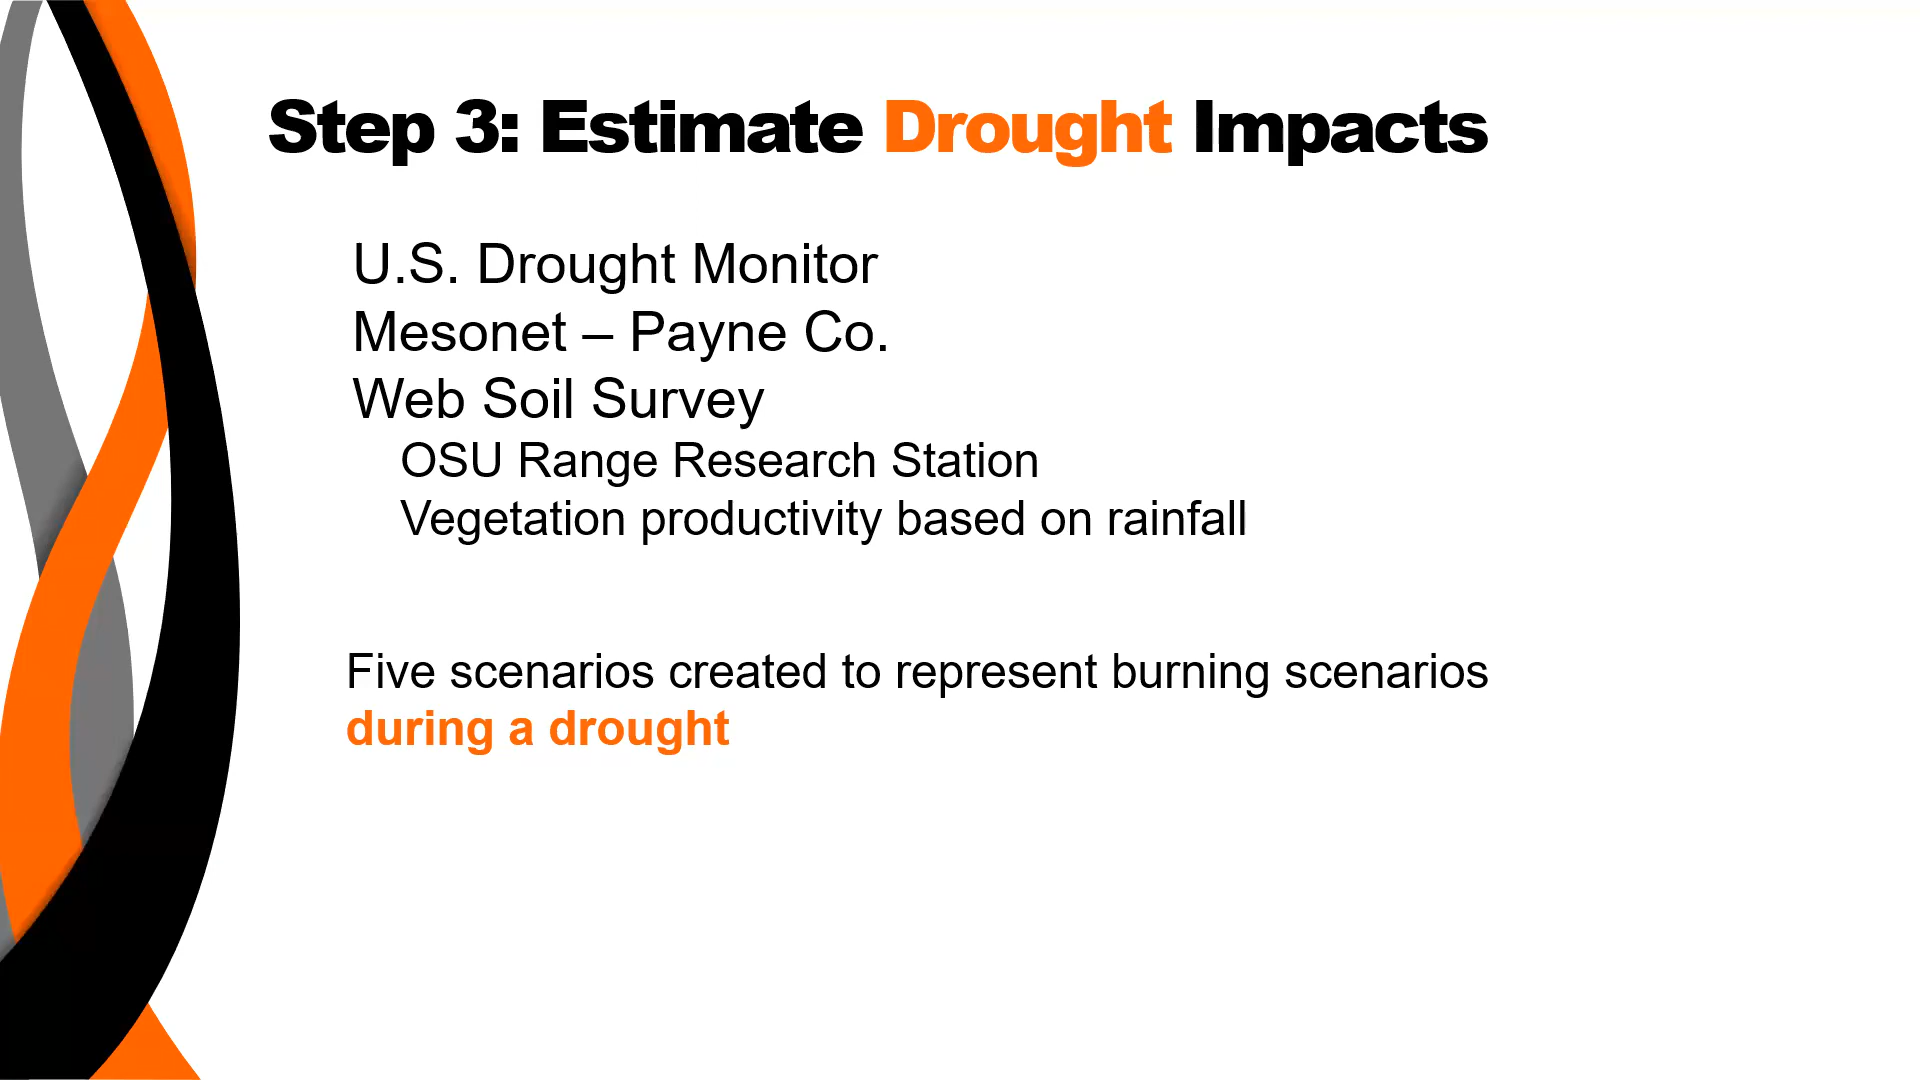 Step 3: Estimate Drought Impacts
U.S. Drought Monitor
Mesonet – Payne Co.
Web Soil Survey
OSU Range Research Station
Vegetation productivity based on rainfall
Five scenarios created to represent burning scenarios
during a drought